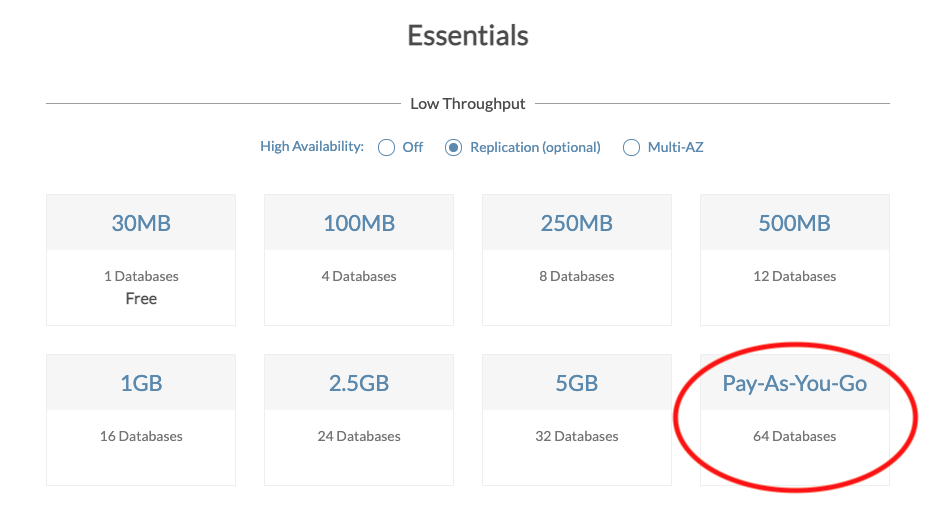 Essentials
Low Throughput
High Availability: Off Replication (optional) Multi-AZ
30MB
1 Databases
Free
100MB
4 Databases
250MB
8 Databases
500MB
12 Databases
1GB
16 Databases
2.5GB
24 Databases
5GB
32 Databases
Pay-As-You-Go
64 Databases